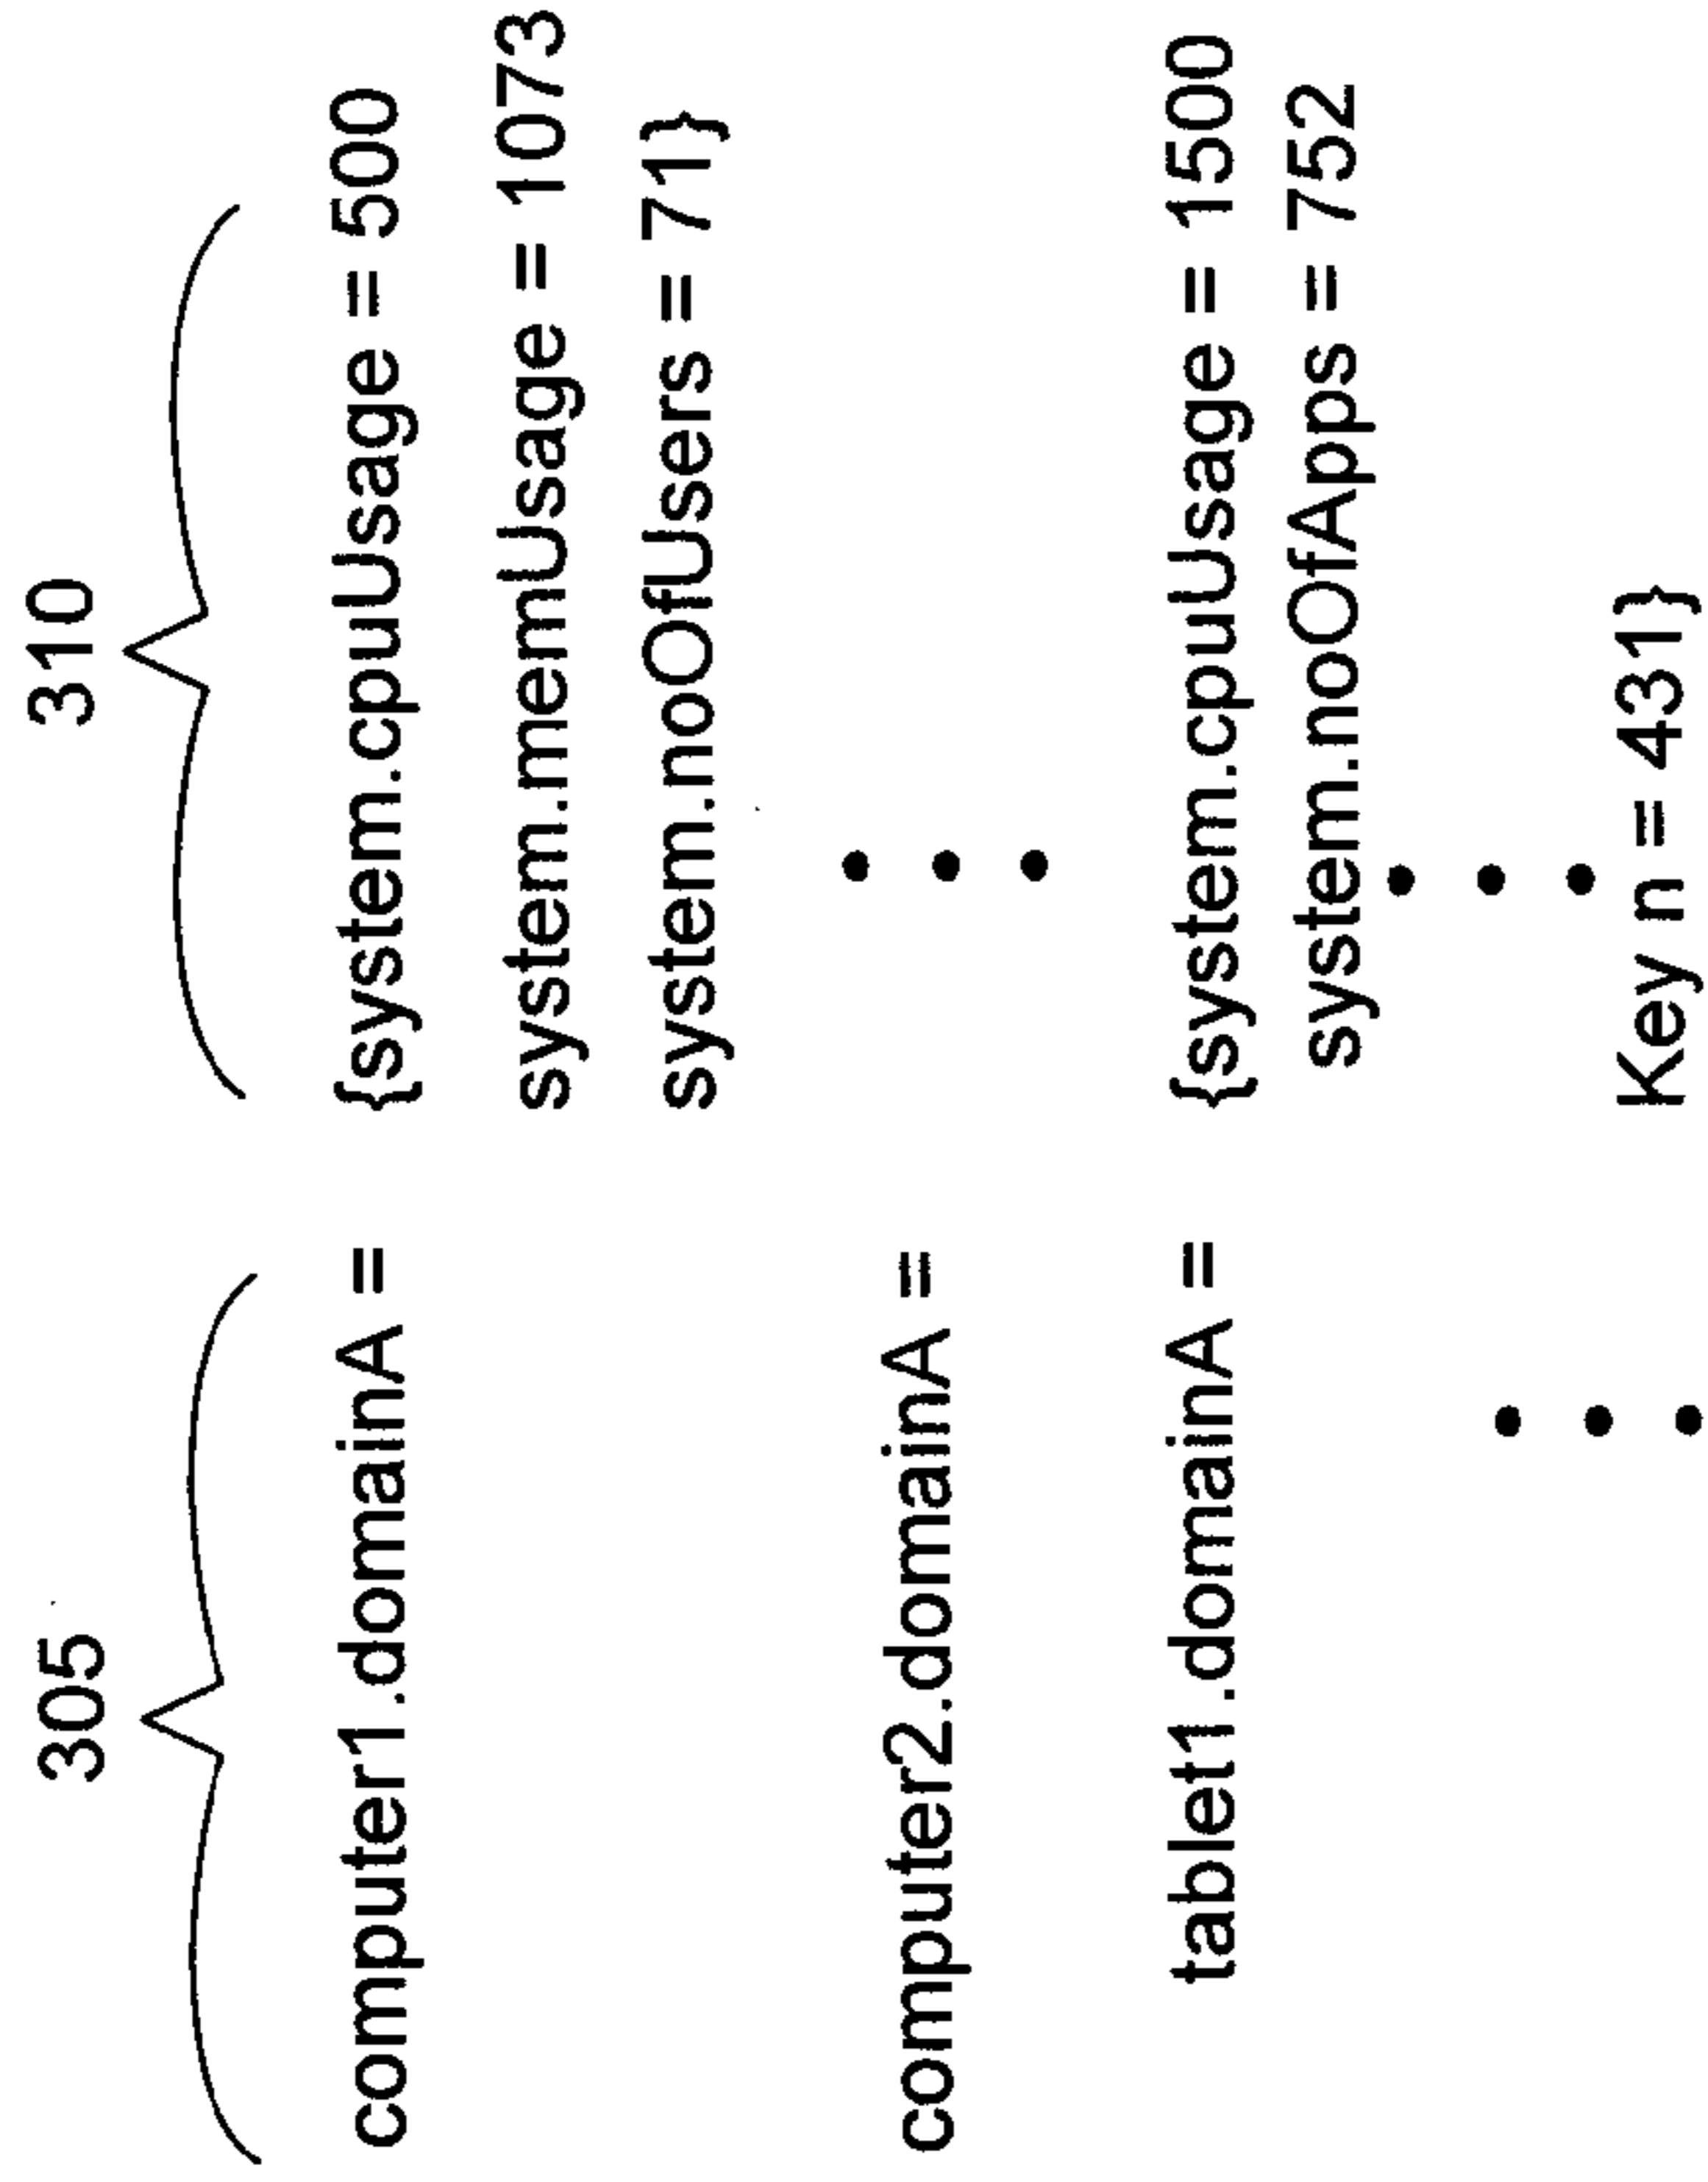 305 310
computer1.domainA = {system.cpuUsage = 500
system.memUsage = 1073
system.noOfUsers = 71}
computer2.domainA =
tablet1.domainA = {system.cpuUsage = 1500
system.noOfApps = 752
Key n = 431}